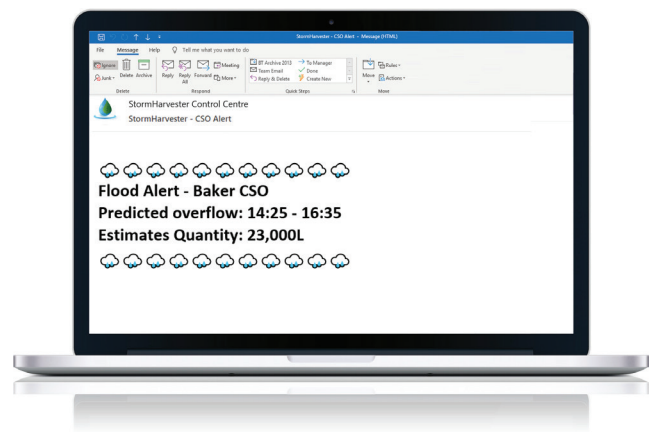 StormHarvester - CSO Alert - Message (HTML)
File Message Help Tell me what you want to do
Ignore
Junk
Delete Archive
Reply Reply All Forward
Meeting
More
BT Archive 2013
Team Email
Reply & Delete
To Manager
Done
Create New
Move
Rules
Actions
Delete Respond Quick Steps Move
StormHarvester Control Centre
StormHarvester - CSO Alert
Flood Alert - Baker CSO
Predicted overflow: 14:25 - 16:35
Estimates Quantity: 23,000L